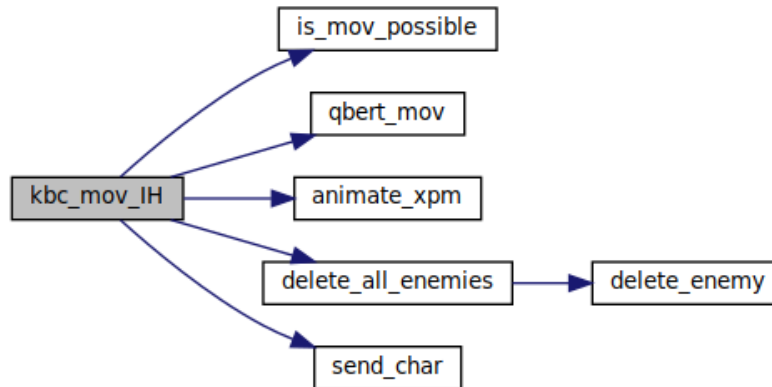 is_mov_possible
qbert_mov
kbc_mov_IH
animate_xpm
delete_all_enemies
delete_enemy
send_char